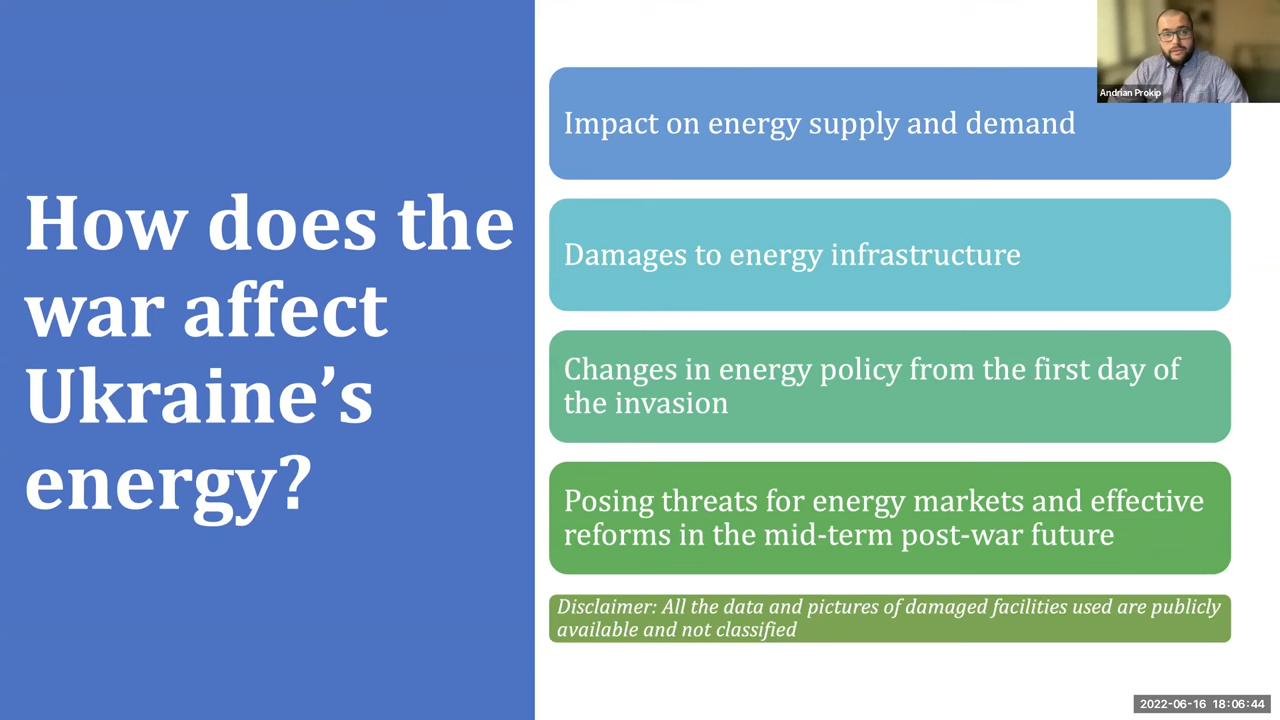 How does the
war affect
Ukraine’s
energy?
Andrian Prokip
Impact on energy supply and demand
Damages to energy infrastructure
Changes in energy policy from the first day of
the invasion
Posing threats for energy markets and effective
reforms in the mid-term post-war future
Disclaimer: All the data and pictures of damaged facilities used are publicly
available and not classified
2022-06-16 18:06:44